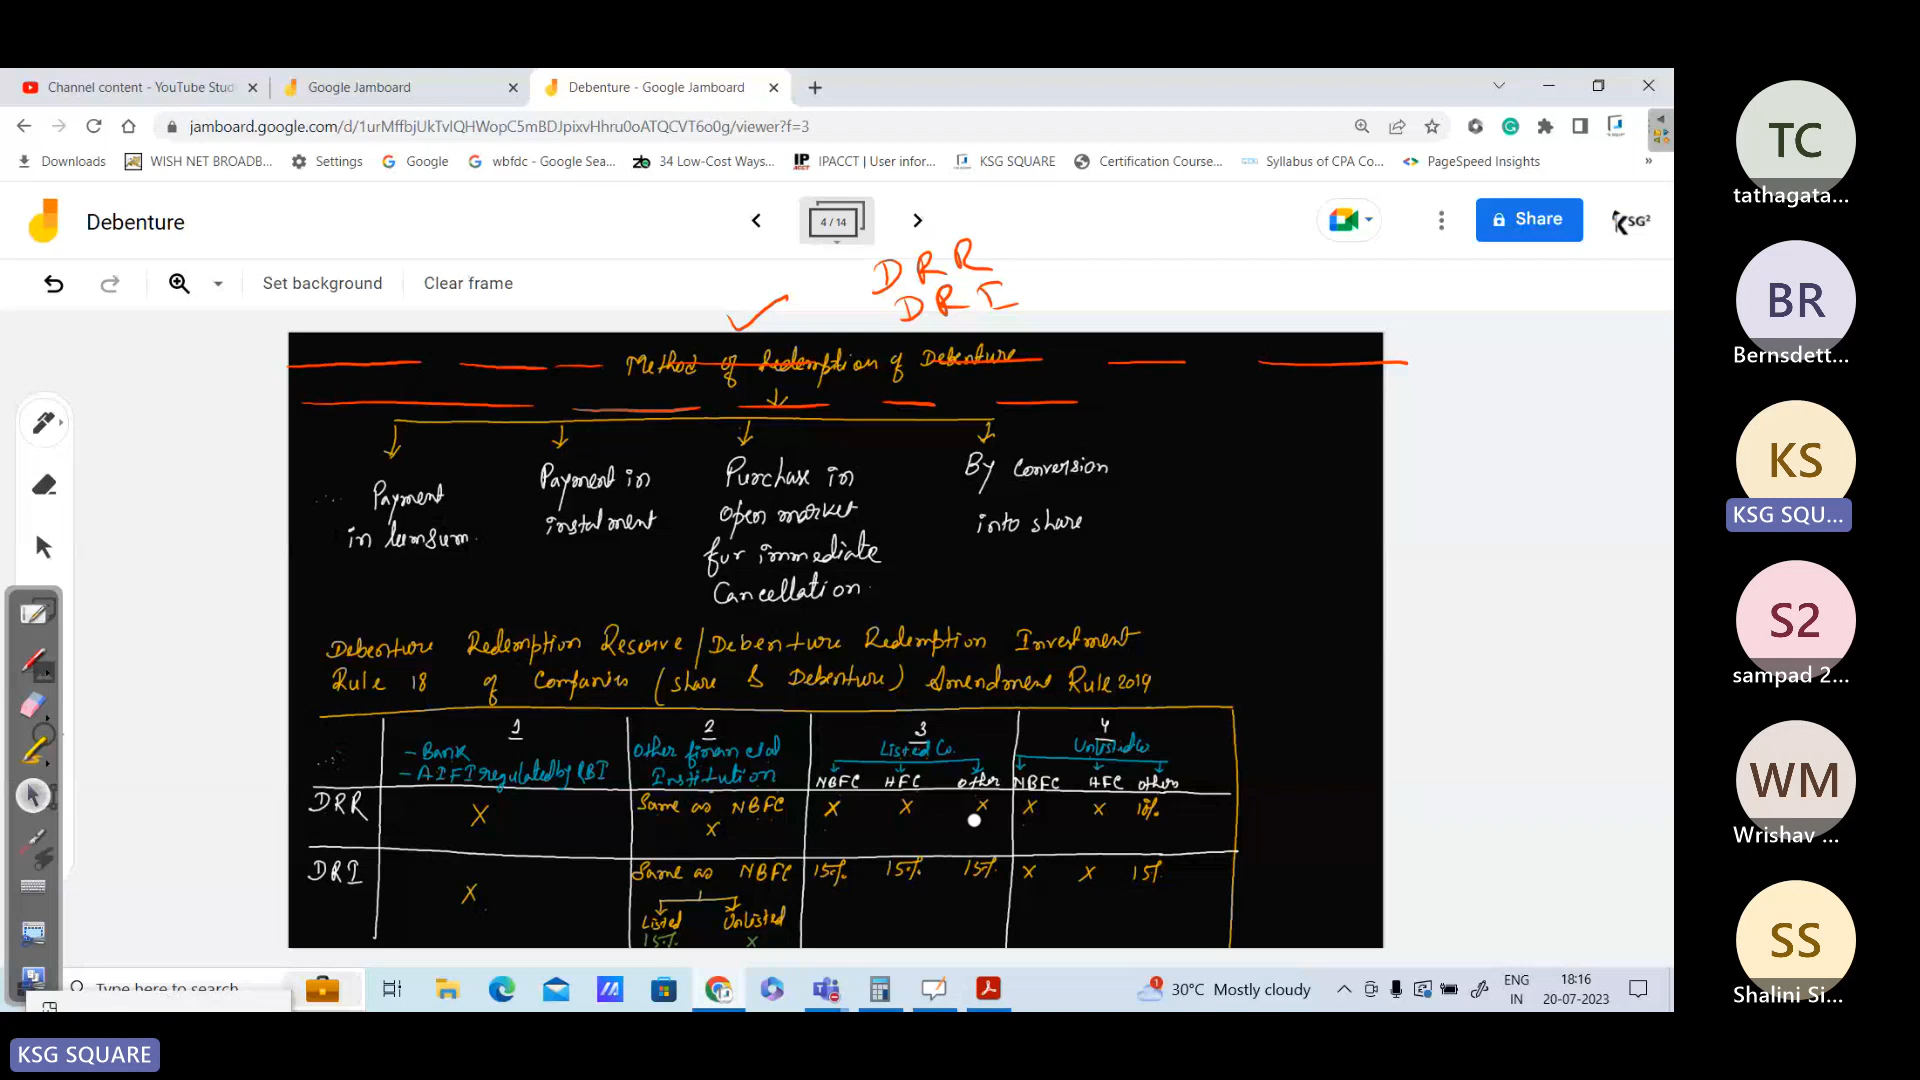 Channel content - YouTube Stud
Google Jamboard
Debenture - Google Jamboard
jamboard.google.com/d/1urMffbjUkTvIQHWopC5mBDJpixvHhru0oATQCVT6o0g/viewer?f=3
Downloads
WISH NET BROADB...
Settings
Google
wbfdc - Google Sea...
34 Low-Cost Ways...
IPACCT | User infor...
KSG SQUARE
Certification Course...
Syllabus of CPA Co...
PageSpeed Insights
»
Debenture
4 / 14
Share
KSG²
Set background
Clear frame
DRR
DRI
Method of Redemption of Debenture
Payment in lumsum.
Payment in instalment
Purchase in open market for immediate Cancellation.
By conversion into share
Debenture Redemption Reserve / Debenture Redemption Investment
Rule 18 of Companies (share & Debenture) Amendment Rule 2019
1
- Bank
- AIFI regulated by RBI
2
Other financial Institution
3
Listed Co.
NBFC HFC Other
4
Unlisted Co
NBFC HFC Others
DRR X Same as NBFC X X X X X X 10%
DRI X Same as NBFC 15% 15% 15% X X 15%
Listed Unlisted
15% X
Type here to search
30°C Mostly cloudy
ENG
IN
18:16
20-07-2023
TC
tathagata...
BR
Bernsdett...
KS
KSG SQU...
S2
sampad 2...
WM
Wrishav ...
SS
Shalini Si...
KSG SQUARE